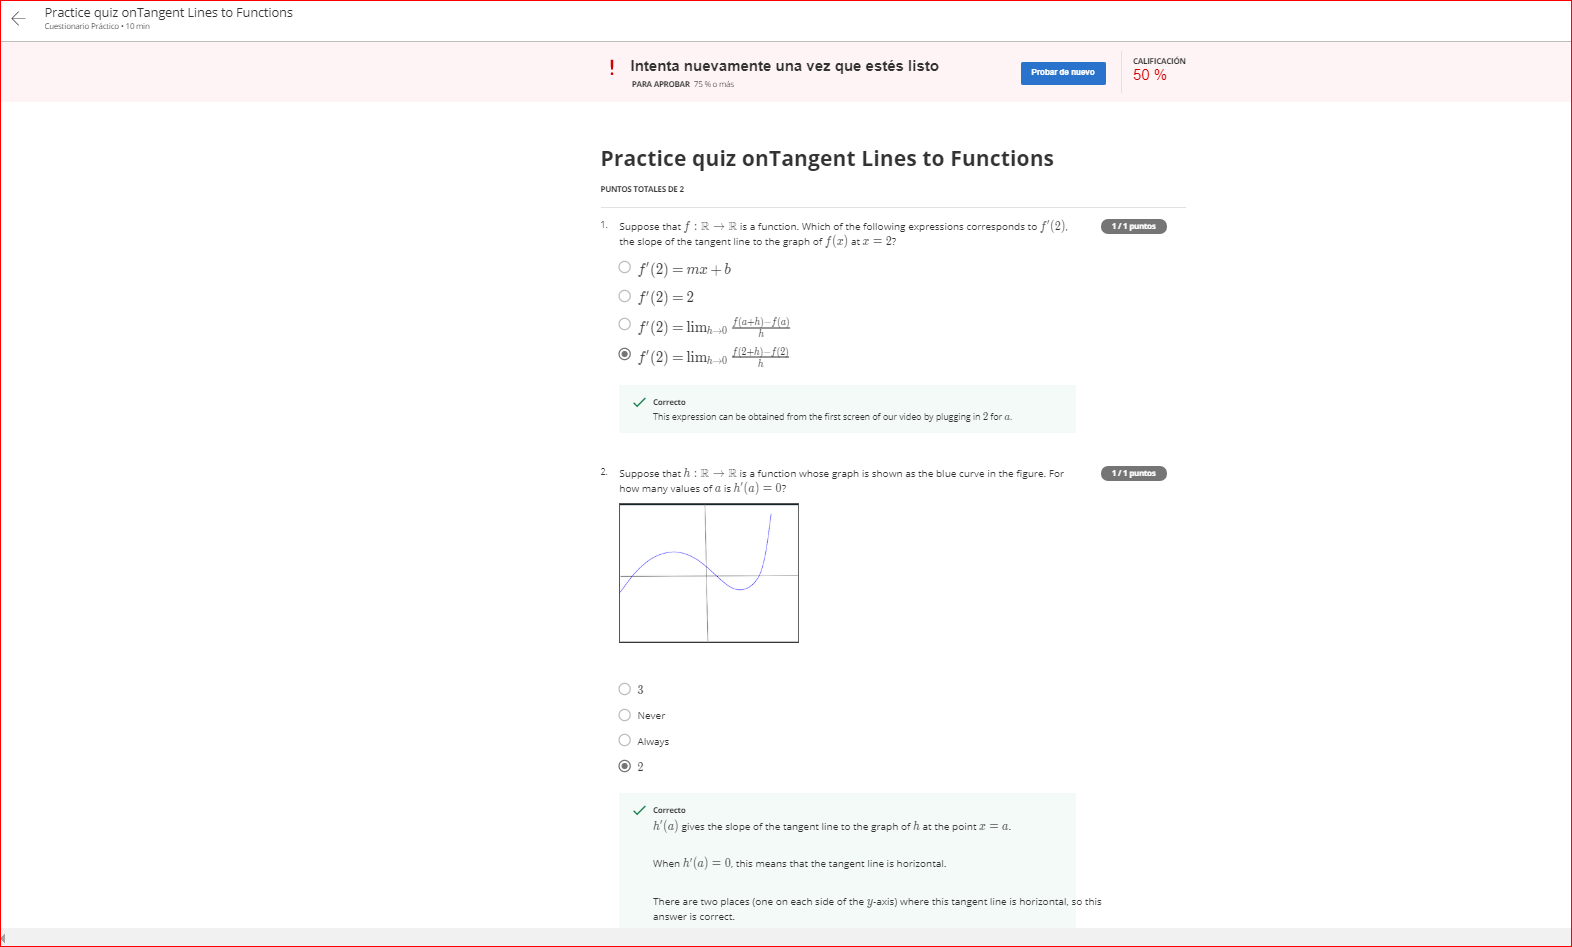 Practice quiz onTangent Lines to Functions
Cuestionario Práctico • 10 min
! Intenta nuevamente una vez que estés listo
PARA APROBAR 75 % o más
Probar de nuevo
CALIFICACIÓN
50 %
Practice quiz onTangent Lines to Functions
PUNTOS TOTALES DE 2
1. Suppose that f : ℝ → ℝ is a function. Which of the following expressions corresponds to f′(2),
the slope of the tangent line to the graph of f(x) at x = 2?
1 / 1 puntos
f′(2) = mx + b
f′(2) = 2
f′(2) = lim_{h→0} \frac{f(a+h)−f(a)}{h}
f′(2) = lim_{h→0} \frac{f(2+h)−f(2)}{h}
Correcto
This expression can be obtained from the first screen of our video by plugging in 2 for a.
2. Suppose that h : ℝ → ℝ is a function whose graph is shown as the blue curve in the figure. For
how many values of a is h′(a) = 0?
1 / 1 puntos
3
Never
Always
2
Correcto
h′(a) gives the slope of the tangent line to the graph of h at the point x = a.
When h′(a) = 0, this means that the tangent line is horizontal.
There are two places (one on each side of the y-axis) where this tangent line is horizontal, so this
answer is correct.